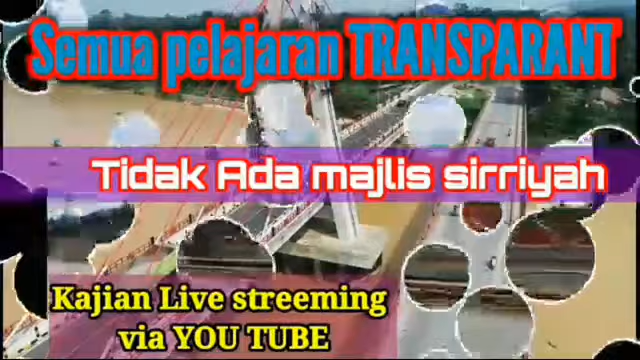 Semua pelajaran TRANSPARANT
Tidak Ada majlis sirriyah
Kajian Live streeming
via YOU TUBE